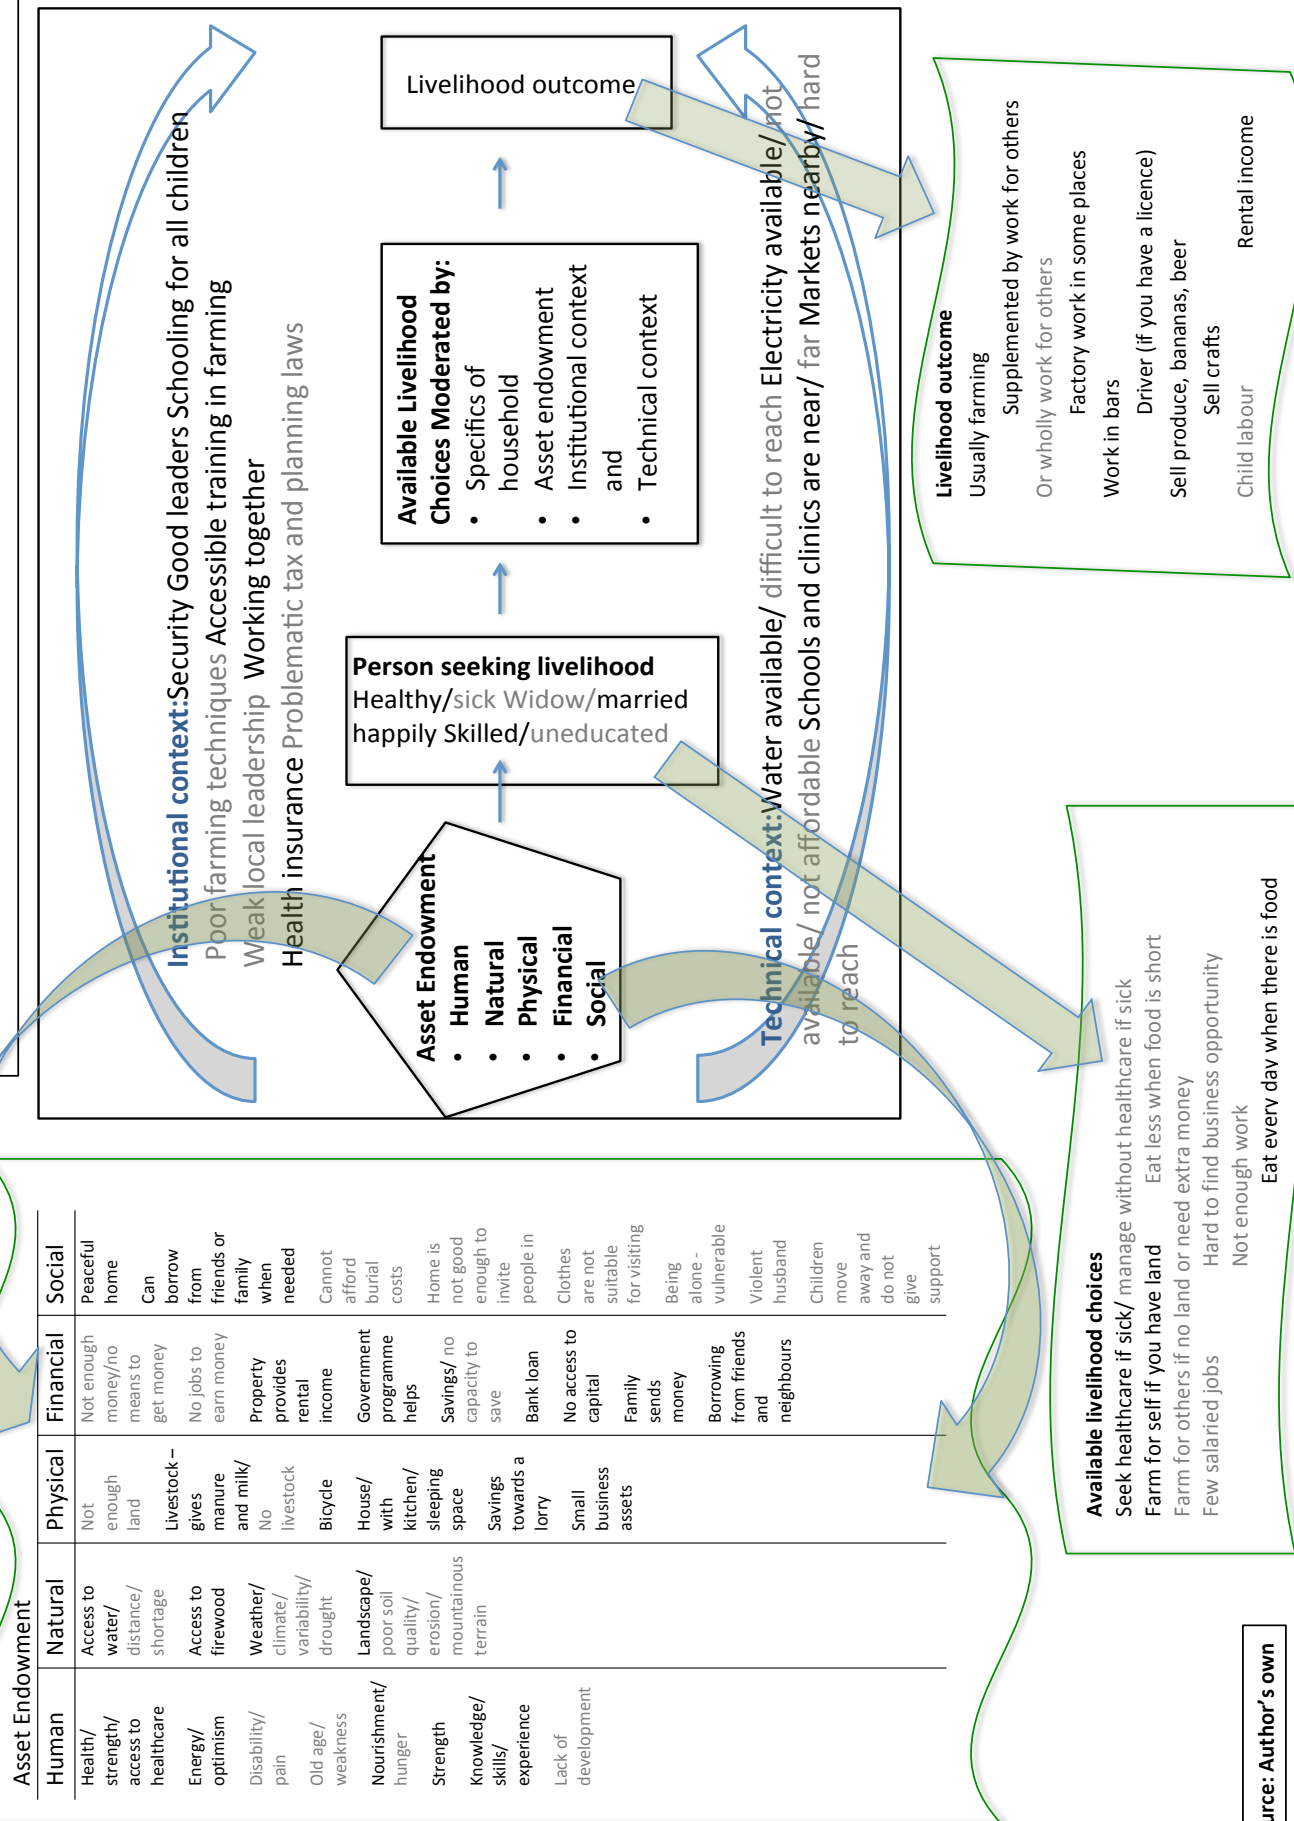 Asset Endowment
Human
Natural
Physical
Financial
Social
Health/
strength/
access to
healthcare
Energy/
optimism
Disability/
pain
Old age/
weakness
Nourishment/
hunger
Strength
Knowledge/
skills/
experience
Lack of
development
Access to
water/
distance/
shortage
Access to
firewood
Weather/
climate/
variability/
drought
Landscape/
poor soil
quality/
erosion/
mountainous
terrain
Not
enough
land
Livestock –
gives
manure
and milk/
No
livestock
Bicycle
House/
with
kitchen/
sleeping
space
Savings
towards a
lorry
Small
business
assets
Not enough
money/no
means to
get money
No jobs to
earn money
Property
provides
rental
income
Government
programme
helps
Savings/ no
capacity to
save
Bank loan
No access to
capital
Family
sends
money
Borrowing
from friends
and
neighbours
Peaceful
home
Can
borrow
from
friends or
family
when
needed
Cannot
afford
burial
costs
Home is
not good
enough to
invite
people in
Clothes
are not
suitable
for visiting
Being
alone -
vulnerable
Violent
husband
Children
move
away and
do not
give
support
Institutional context:Security Good leaders Schooling for all children
Poor farming techniques Accessible training in farming
Weak local leadership Working together
Health insurance Problematic tax and planning laws
Asset Endowment
• Human
• Natural
• Physical
• Financial
• Social
Person seeking livelihood
Healthy/sick Widow/married
happily Skilled/uneducated
Available Livelihood
Choices Moderated by:
• Specifics of
household
• Asset endowment
• Institutional context
and
• Technical context
Livelihood outcome
Technical context:Water available/ difficult to reach Electricity available/ not
available/ not affordable Schools and clinics are near/ far Markets nearby/ hard
to reach
Available livelihood choices
Seek healthcare if sick/ manage without healthcare if sick
Farm for self if you have land Eat less when food is short
Farm for others if no land or need extra money
Few salaried jobs Hard to find business opportunity
Not enough work
Eat every day when there is food
Livelihood outcome
Usually farming
Supplemented by work for others
Or wholly work for others
Factory work in some places
Work in bars
Driver (if you have a licence)
Sell produce, bananas, beer
Sell crafts
Child labour Rental income
urce: Author's own